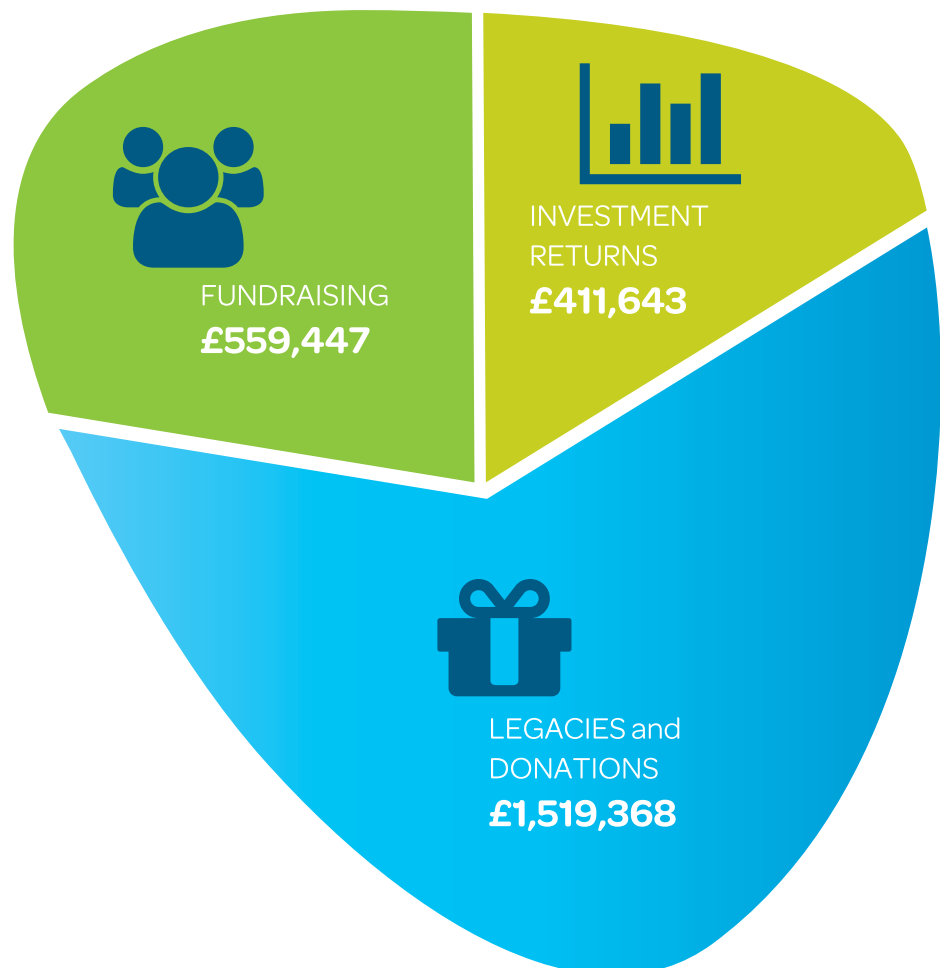 FUNDRAISING
£559,447
INVESTMENT
RETURNS
£411,643
LEGACIES and
DONATIONS
£1,519,368